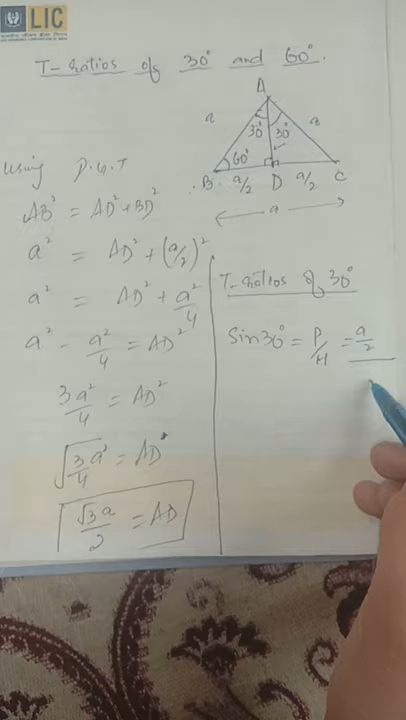 LIC
T-ratios of 30° and 60°.
A
a
30° 30°
a
60°
B a/2 D a/2 C
a
Using P.G.T
AB² = AD² + BD²
a² = AD² + (a/2)²
a² = AD² + a²/4
a² - a²/4 = AD²
3a²/4 = AD²
√3/4 a² = AD
√3a/2 = AD
T-ratios of 30°
Sin30° = P/H = a/2